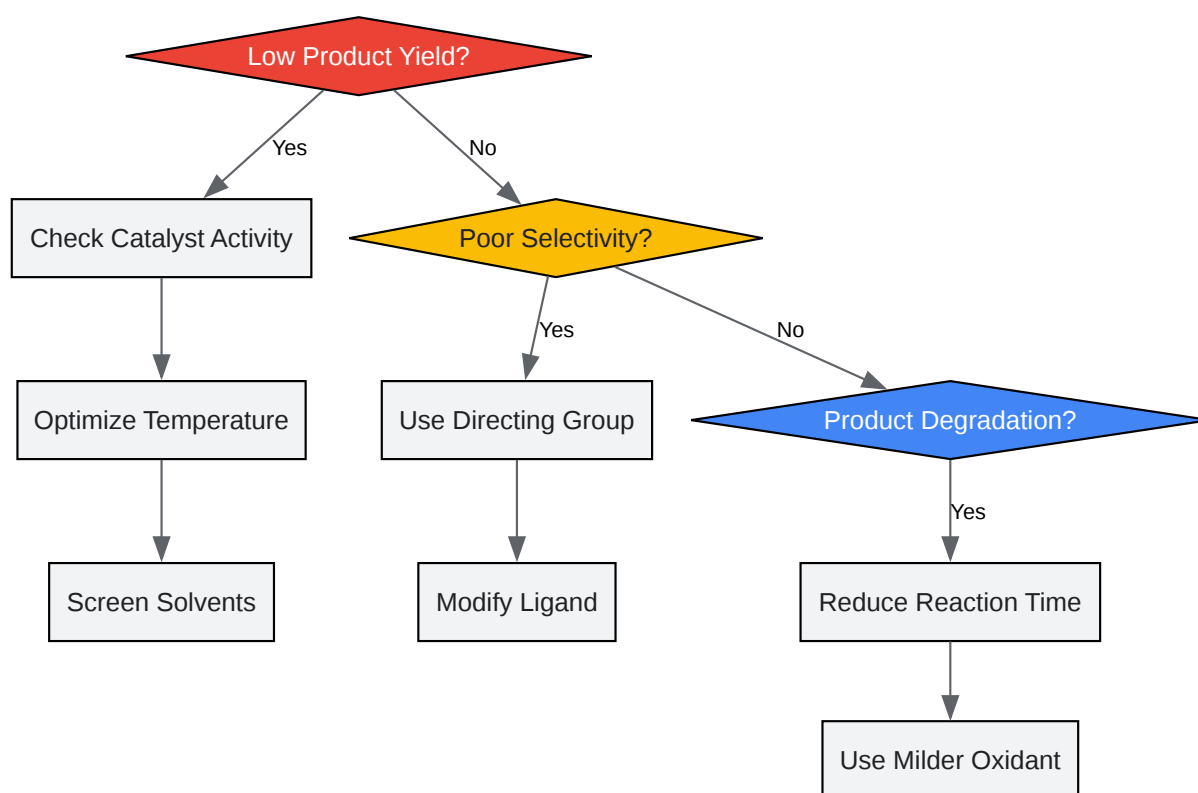 Low Product Yield?
Yes
No
Check Catalyst Activity
Poor Selectivity?
Yes
No
Optimize Temperature
Use Directing Group
Product Degradation?
Yes
Screen Solvents
Modify Ligand
Reduce Reaction Time
Use Milder Oxidant